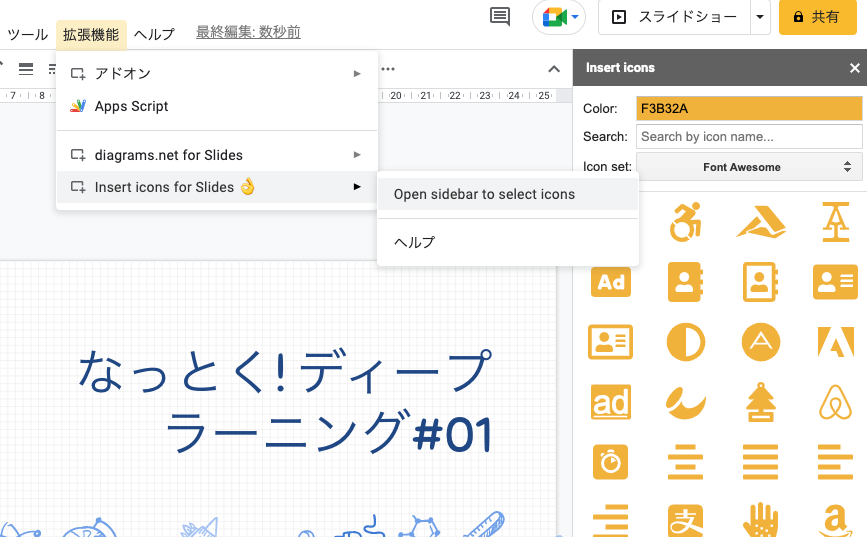 ツール 拡張機能 ヘルプ 最終編集: 数秒前 スライドショー 共有
7 8 20 21 22 23 24 25
アドオン
Apps Script
diagrams.net for Slides
Insert icons for Slides 👌
Open sidebar to select icons
ヘルプ
Insert icons
Color: F3B32A
Search: Search by icon name...
Icon set: Font Awesome
Ad
ad
支
a
なっとく! ディープ
ラーニング#01